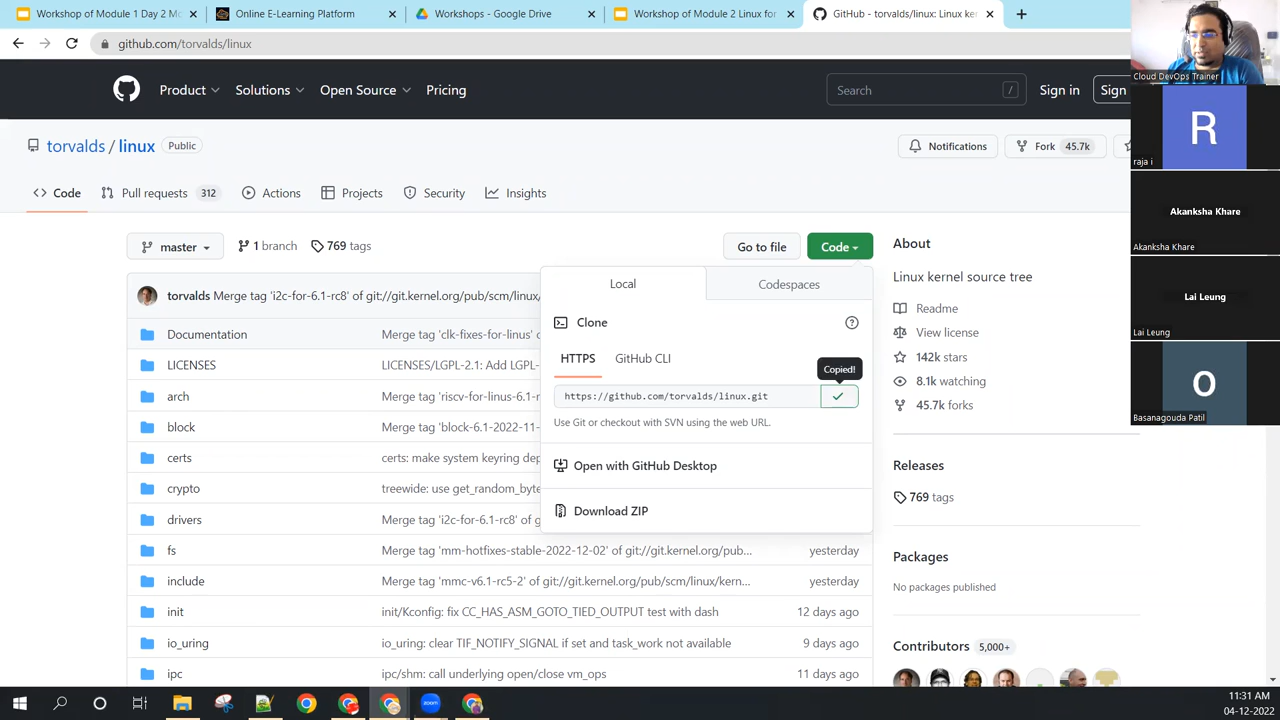 Workshop of Module 1 Day 2 M
Online E-Learning Platform
Workshops - Google Drive
Workshop of Module 2 Linux for
GitHub - torvalds/linux: Linux ke
github.com/torvalds/linux
Product
Solutions
Open Source
Pricing
Search /
Sign in
Sign
Cloud DevOps Trainer
R
raja i
Akanksha Khare
Akanksha Khare
Lai Leung
Lai Leung
O
Basanagouda Patil
torvalds / linux Public
Notifications
Fork 45.7k
Code
Pull requests 312
Actions
Projects
Security
Insights
master
1 branch
769 tags
Go to file
Code
torvalds Merge tag 'i2c-for-6.1-rc8' of git://git.kernel.org/pub/scm/linux/
Documentation Merge tag 'clk-fixes-for-linus' o
LICENSES LICENSES/LGPL-2.1: Add LGPL-
arch Merge tag 'riscv-for-linus-6.1-r
block Merge tag 'block-6.1-2022-11-
certs certs: make system keyring dep
crypto treewide: use get_random_byte
drivers Merge tag 'i2c-for-6.1-rc8' of g
fs Merge tag 'mm-hotfixes-stable-2022-12-02' of git://git.kernel.org/pub... yesterday
include Merge tag 'mmc-v6.1-rc5-2' of git://git.kernel.org/pub/scm/linux/kern... yesterday
init init/Kconfig: fix CC_HAS_ASM_GOTO_TIED_OUTPUT test with dash 12 days ago
io_uring io_uring: clear TIF_NOTIFY_SIGNAL if set and task_work not available 9 days ago
ipc ipc/shm: call underlying open/close vm_ops 11 days ago
Local
Codespaces
Clone
HTTPS
GitHub CLI
Copied!
https://github.com/torvalds/linux.git
Use Git or checkout with SVN using the web URL.
Open with GitHub Desktop
Download ZIP
About
Linux kernel source tree
Readme
View license
142k stars
8.1k watching
45.7k forks
Releases
769 tags
Packages
No packages published
Contributors 5,000+
zoom
11:31 AM
04-12-2022